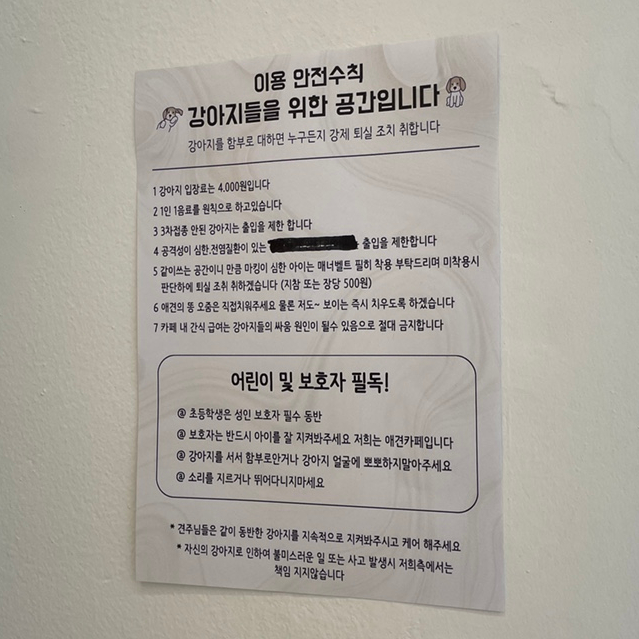 이용 안전수칙
강아지들을 위한 공간입니다
강아지를 함부로 대하면 누구든지 강제 퇴실 조치 취합니다
1 강아지 입장료는 4,000원입니다
2 1인 1음료를 원칙으로 하고있습니다
3 3차접종 안된 강아지는 출입을 제한 합니다
4 공격성이 심한,전염질환이 있는 출입을 제한합니다
5 같이쓰는 공간이니 만큼 마킹이 심한 아이는 매너벨트 필히 착용 부탁드리며 미착용시
판단하에 퇴실 조취 취하겠습니다 (지참 또는 장당 500원)
6 애견의 똥 오줌은 직접치워주세요 물론 저도~ 보이는 즉시 치우도록 하겠습니다
7 카페 내 간식 급여는 강아지들의 싸움 원인이 될수 있음으로 절대 금지합니다
어린이 및 보호자 필독!
@ 초등학생은 성인 보호자 필수 동반
@ 보호자는 반드시 아이를 잘 지켜봐주세요 저희는 애견카페입니다
@ 강아지를 서서 함부로안거나 강아지 얼굴에 뽀뽀하지말아주세요
@ 소리를 지르거나 뛰어다니지마세요
* 견주님들은 같이 동반한 강아지를 지속적으로 지켜봐주시고 케어 해주세요
* 자신의 강아지로 인하여 불미스러운 일 또는 사고 발생시 저희측에서는
책임 지지않습니다